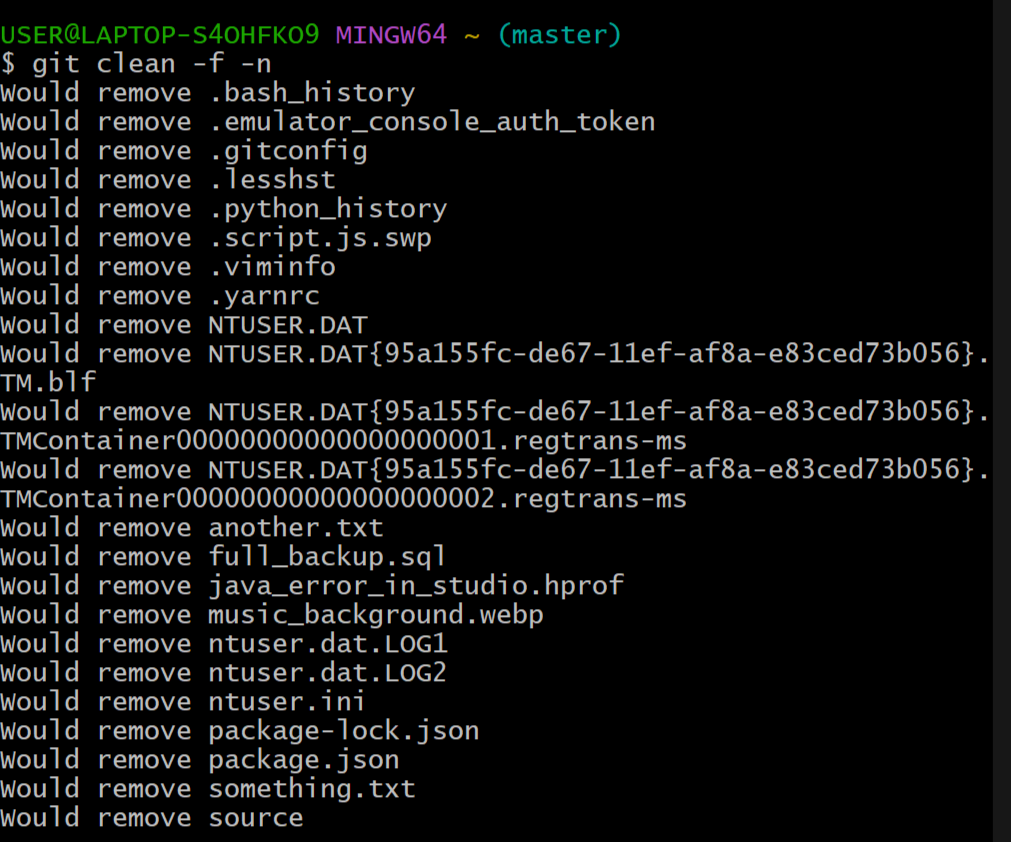 USER@LAPTOP-S4OHFKO9 MINGW64 ~ (master)
$ git clean -f -n
Would remove .bash_history
Would remove .emulator_console_auth_token
Would remove .gitconfig
Would remove .lesshst
Would remove .python_history
Would remove .script.js.swp
Would remove .viminfo
Would remove .yarnrc
Would remove NTUSER.DAT
Would remove NTUSER.DAT{95a155fc-de67-11ef-af8a-e83ced73b056}.
TM.blf
Would remove NTUSER.DAT{95a155fc-de67-11ef-af8a-e83ced73b056}.
TMContainer00000000000000000001.regtrans-ms
Would remove NTUSER.DAT{95a155fc-de67-11ef-af8a-e83ced73b056}.
TMContainer00000000000000000002.regtrans-ms
Would remove another.txt
Would remove full_backup.sql
Would remove java_error_in_studio.hprof
Would remove music_background.webp
Would remove ntuser.dat.LOG1
Would remove ntuser.dat.LOG2
Would remove ntuser.ini
Would remove package-lock.json
Would remove package.json
Would remove something.txt
Would remove source